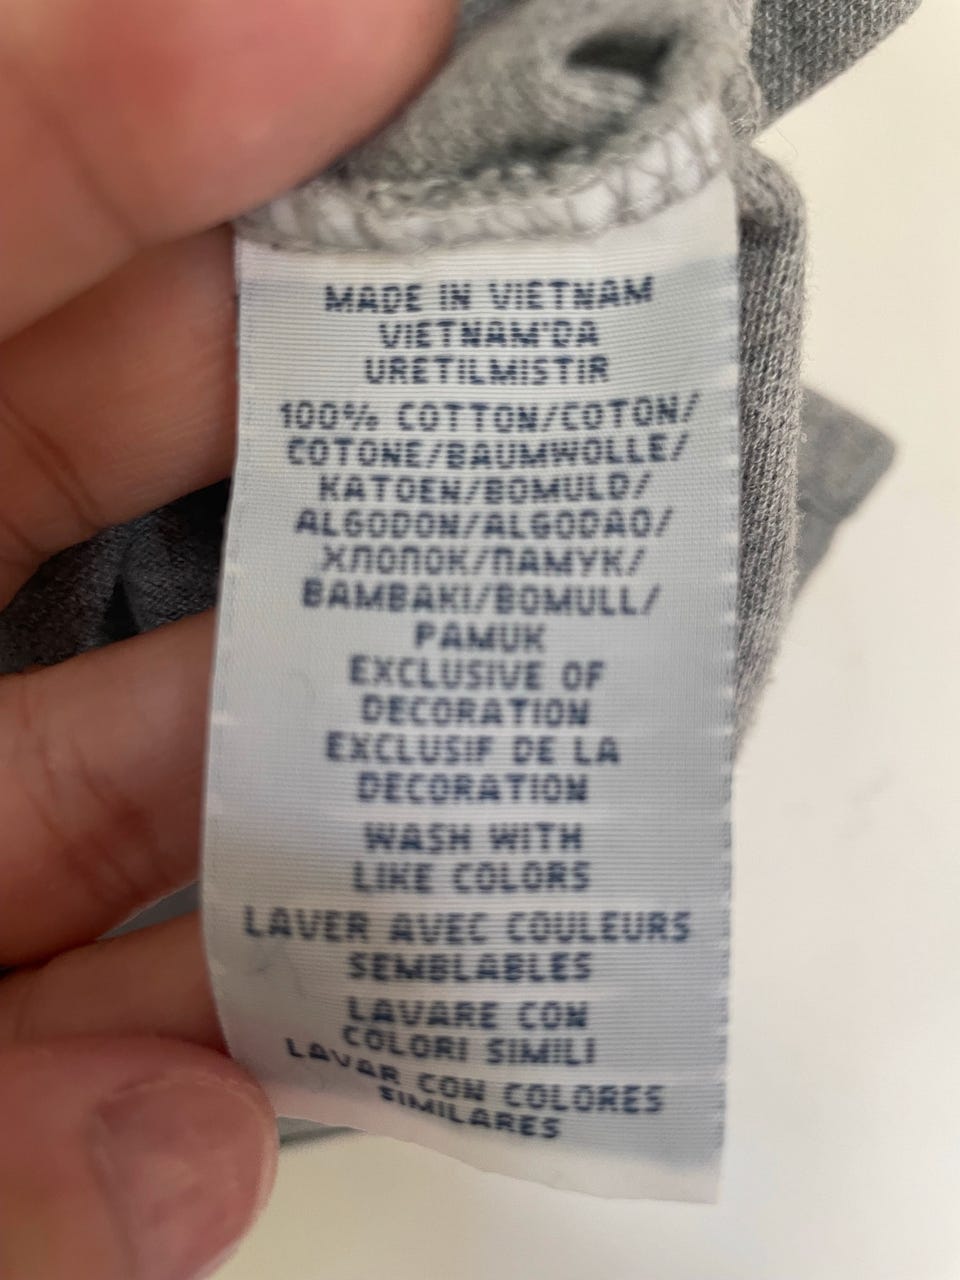 MADE IN VIETNAM
VIETNAM'DA
URETILMISTIR
100% COTTON/COTON/
COTONE/BAUMWOLLE/
KATOEN/BOMULD/
ALGODON/ALGODAO/
ХЛОПОК/ПАМУК/
BAMBAKI/BOMULL/
PAMUK
EXCLUSIVE OF
DECORATION
EXCLUSIF DE LA
DECORATION
WASH WITH
LIKE COLORS
LAVER AVEC COULEURS
SEMBLABLES
LAVARE CON
COLORI SIMILI
LAVAR CON COLORES
SIMILARES